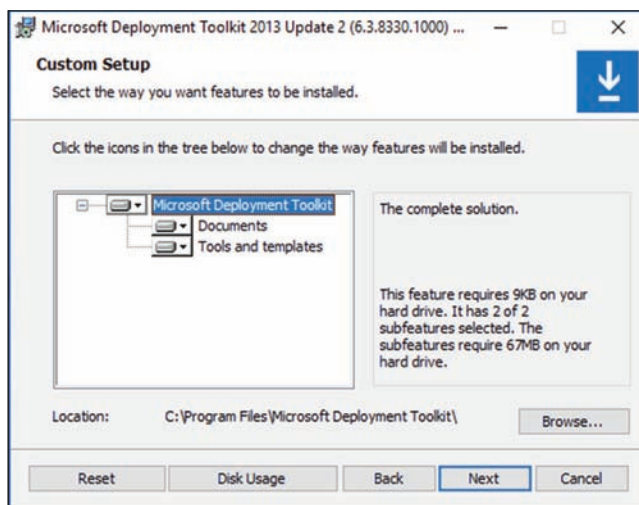 Microsoft Deployment Toolkit 2013 Update 2 (6.3.8330.1000) ...
Custom Setup
Select the way you want features to be installed.
Click the icons in the tree below to change the way features will be installed.
Microsoft Deployment Toolkit
Documents
Tools and templates
The complete solution.
This feature requires 9KB on your
hard drive. It has 2 of 2
subfeatures selected. The
subfeatures require 67MB on your
hard drive.
Location: C:\Program Files\Microsoft Deployment Toolkit\
Browse...
Reset Disk Usage Back Next Cancel